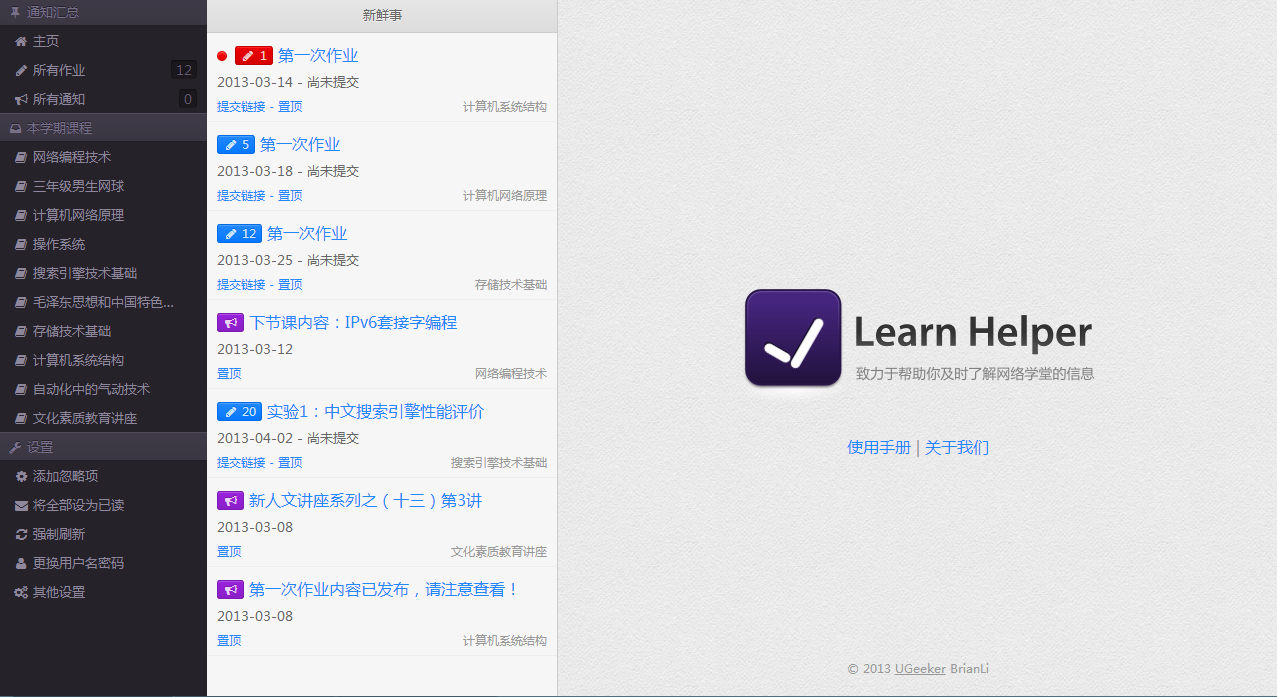 通知汇总
主页
所有作业 12
所有通知 0
本学期课程
网络编程技术
三年级男生网球
计算机网络原理
操作系统
搜索引擎技术基础
毛泽东思想和中国特色...
存储技术基础
计算机系统结构
自动化中的气动技术
文化素质教育讲座
设置
添加忽略项
将全部设为已读
强制刷新
更换用户名密码
其他设置
新鲜事
1 第一次作业
2013-03-14 - 尚未提交
提交链接 - 置顶 计算机系统结构
5 第一次作业
2013-03-18 - 尚未提交
提交链接 - 置顶 计算机网络原理
12 第一次作业
2013-03-25 - 尚未提交
提交链接 - 置顶 存储技术基础
下节课内容：IPv6套接字编程
2013-03-12
置顶 网络编程技术
20 实验1：中文搜索引擎性能评价
2013-04-02 - 尚未提交
提交链接 - 置顶 搜索引擎技术基础
新人文讲座系列之（十三）第3讲
2013-03-08
置顶 文化素质教育讲座
第一次作业内容已发布，请注意查看！
2013-03-08
置顶 计算机系统结构
Learn Helper
致力于帮助你及时了解网络学堂的信息
使用手册 | 关于我们
© 2013 UGeeker BrianLi